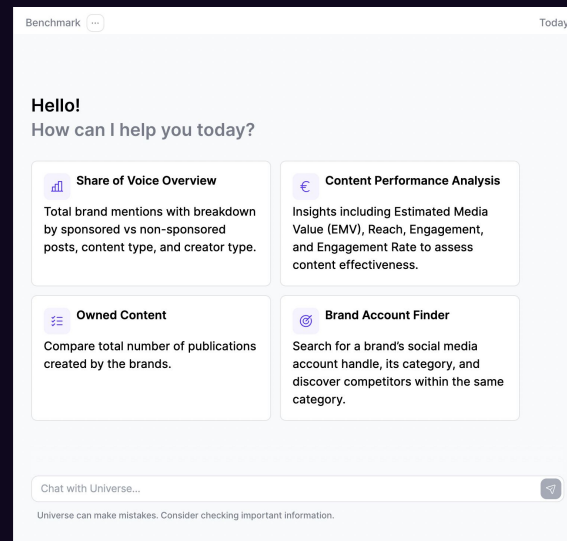 Benchmark ...
Today
Hello!
How can I help you today?
Share of Voice Overview
Total brand mentions with breakdown
by sponsored vs non-sponsored
posts, content type, and creator type.
€ Content Performance Analysis
Insights including Estimated Media
Value (EMV), Reach, Engagement,
and Engagement Rate to assess
content effectiveness.
Owned Content
Compare total number of publications
created by the brands.
Brand Account Finder
Search for a brand's social media
account handle, its category, and
discover competitors within the same
category.
Chat with Universe...
Universe can make mistakes. Consider checking important information.